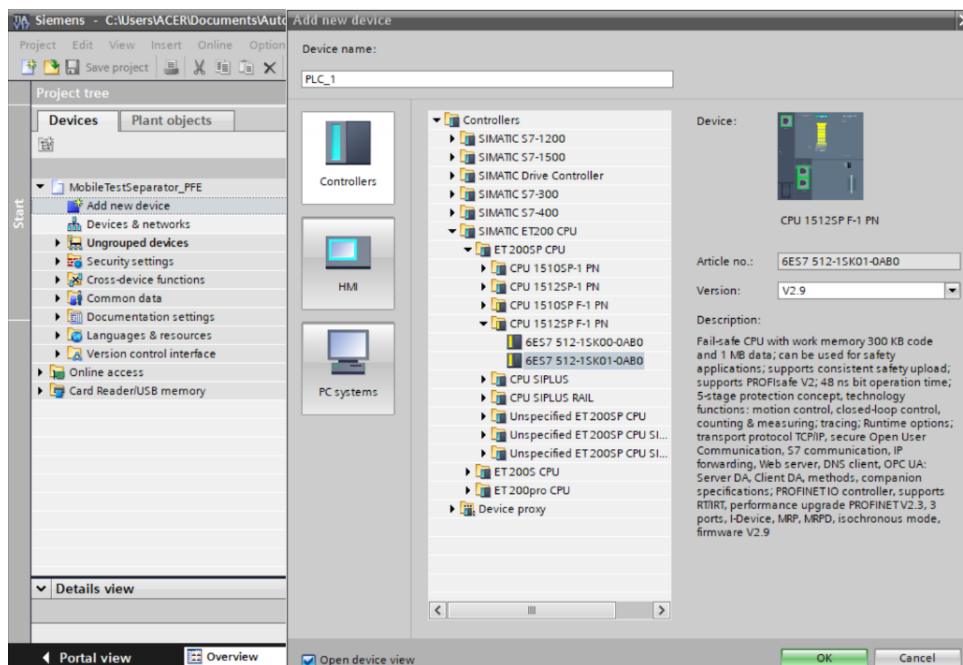 Siemens - C:\Users\ACER\Documents\Auto
Project Edit View Insert Online Option
Save project
Project tree
Devices
Plant objects
Start
MobileTestSeparator_PFE
Add new device
Devices & networks
Ungrouped devices
Security settings
Cross-device functions
Common data
Documentation settings
Languages & resources
Version control interface
Online access
Card Reader/USB memory
Details view
Portal view
Overview
Add new device
Device name:
PLC_1
Controllers
HMI
PC systems
Controllers
SIMATIC S7-1200
SIMATIC S7-1500
SIMATIC Drive Controller
SIMATIC S7-300
SIMATIC S7-400
SIMATIC ET200 CPU
ET 200SP CPU
CPU 1510SP-1 PN
CPU 1512SP-1 PN
CPU 1510SP F-1 PN
CPU 1512SP F-1 PN
6ES7 512-1SK00-0AB0
6ES7 512-1SK01-0AB0
CPU SIPLUS
CPU SIPLUS RAIL
Unspecified ET 200SP CPU
Unspecified ET 200SP CPU SI...
Unspecified ET 200SP CPU SI...
ET 200S CPU
ET 200pro CPU
Device proxy
Device:
CPU 1512SP F-1 PN
Article no.: 6ES7 512-1SK01-0AB0
Version: V2.9
Description:
Fail-safe CPU with work memory 300 KB code
and 1 MB data; can be used for safety
applications; supports consistent safety upload;
supports PROFIsafe V2; 48 ns bit operation time;
5-stage protection concept, technology
functions: motion control, closed-loop control,
counting & measuring; tracing; Runtime options;
transport protocol TCP/IP, secure Open User
Communication, S7 communication, IP
forwarding, Web server, DNS client, OPC UA:
Server DA, Client DA, methods, companion
specifications; PROFINET IO controller, supports
RT/IRT, performance upgrade PROFINET V2.3, 3
ports, I-Device, MRP, MRPD, isochronous mode,
firmware V2.9
Open device view
OK
Cancel